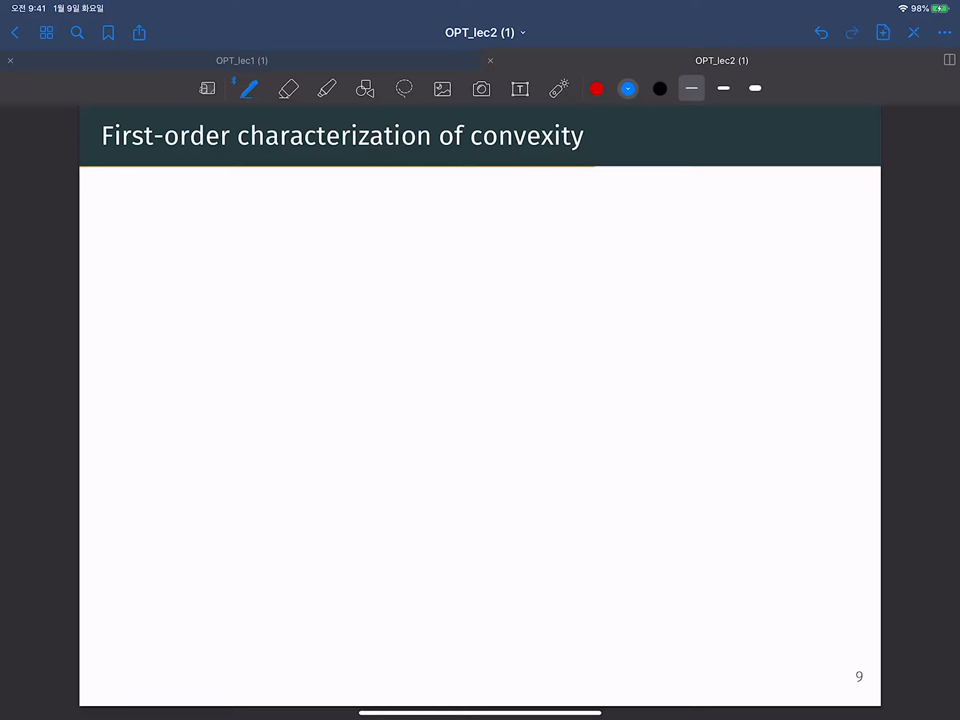 오전 9:41 1월 9일 화요일
98%
OPT_lec2 (1)
OPT_lec1 (1)
OPT_lec2 (1)
T
First-order characterization of convexity
9